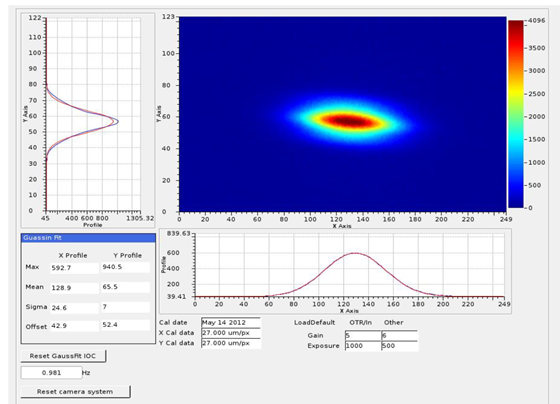 122
110
100
90
80
70
60
50
40
30
20
10
0
Y Axis
45 400 600 800 1305.32
Profile
123
100
80
60
40
20
0
Y Axis
0 20 40 60 80 100 120 140 160 180 200 220 249
X Axis
4096
3500
3000
2500
2000
1500
1000
500
0
Guassin Fit
X Profile Y Profile
Max 592.7 940.5
Mean 128.9 65.5
Sigma 24.6 7
Offset 42.9 52.4
839.63
600
400
200
39.41
Profile
0 20 40 60 80 100 120 140 160 180 200 220 249
X Axis
Cal date May 14 2012
X Cal data 27.000 um/px
Y Cal data 27.000 um/px
LoadDefault OTR/In Other
Gain 5 6
Exposure 1000 500
Reset GaussFit IOC
0.981 Hz
Reset camera system